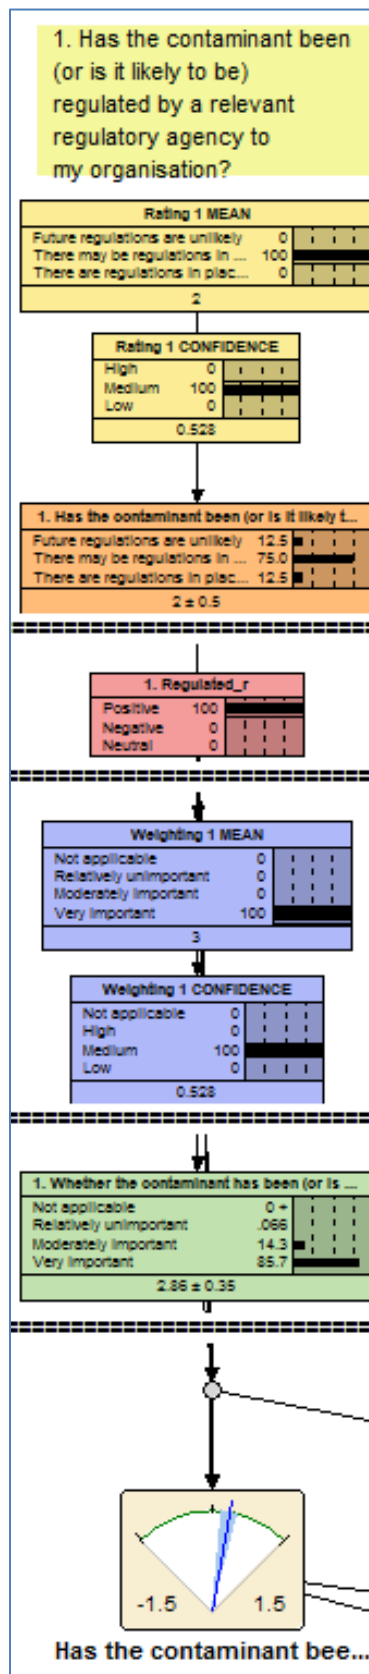 1. Has the contaminant been
(or is it likely to be)
regulated by a relevant
regulatory agency to
my organisation?
Rating 1 MEAN
Future regulations are unlikely 0
There may be regulations in ... 100
There are regulations in plac... 0
2
Rating 1 CONFIDENCE
High 0
Medium 100
Low 0
0.528
1. Has the contaminant been (or is it likely t...
Future regulations are unlikely 12.5
There may be regulations in ... 75.0
There are regulations in plac... 12.5
2 ± 0.5
1. Regulated_r
Positive 100
Negative 0
Neutral 0
Weighting 1 MEAN
Not applicable 0
Relatively unimportant 0
Moderately important 0
Very important 100
3
Weighting 1 CONFIDENCE
Not applicable 0
High 0
Medium 100
Low 0
0.528
1. Whether the contaminant has been (or is ...
Not applicable 0 +
Relatively unimportant .066
Moderately important 14.3
Very important 85.7
2.86 ± 0.35
-1.5 1.5
Has the contaminant bee...